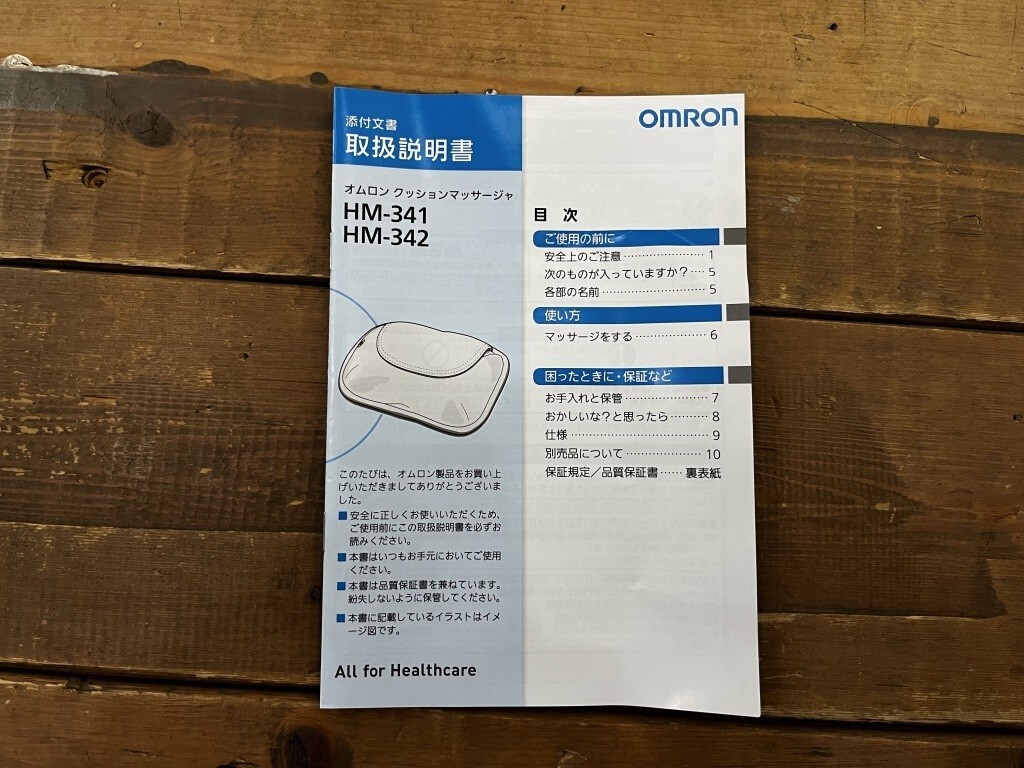 添付文書
取扱説明書
オムロン クッションマッサージャ
HM-341
HM-342
このたびは、オムロン製品をお買い上
げいただきましてありがとうございま
した。
■安全に正しくお使いいただくため、
ご使用前にこの取扱説明書を必ずお
読みください。
■本書はいつもお手元においてご使用
ください。
■本書は品質保証書を兼ねています。
紛失しないように保管してください。
■本書に記載しているイラストはイメ
ージ図です。
All for Healthcare
OMRON
目 次
ご使用の前に
安全上のご注意 …………………… 1
次のものが入っていますか? …… 5
各部の名前 ………………………… 5
使い方
マッサージをする ………………… 6
困ったときに・保証など
お手入れと保管 …………………… 7
おかしいな?と思ったら ………… 8
仕様 ………………………………… 9
別売品について …………………… 10
保証規定/品質保証書 …… 裏表紙